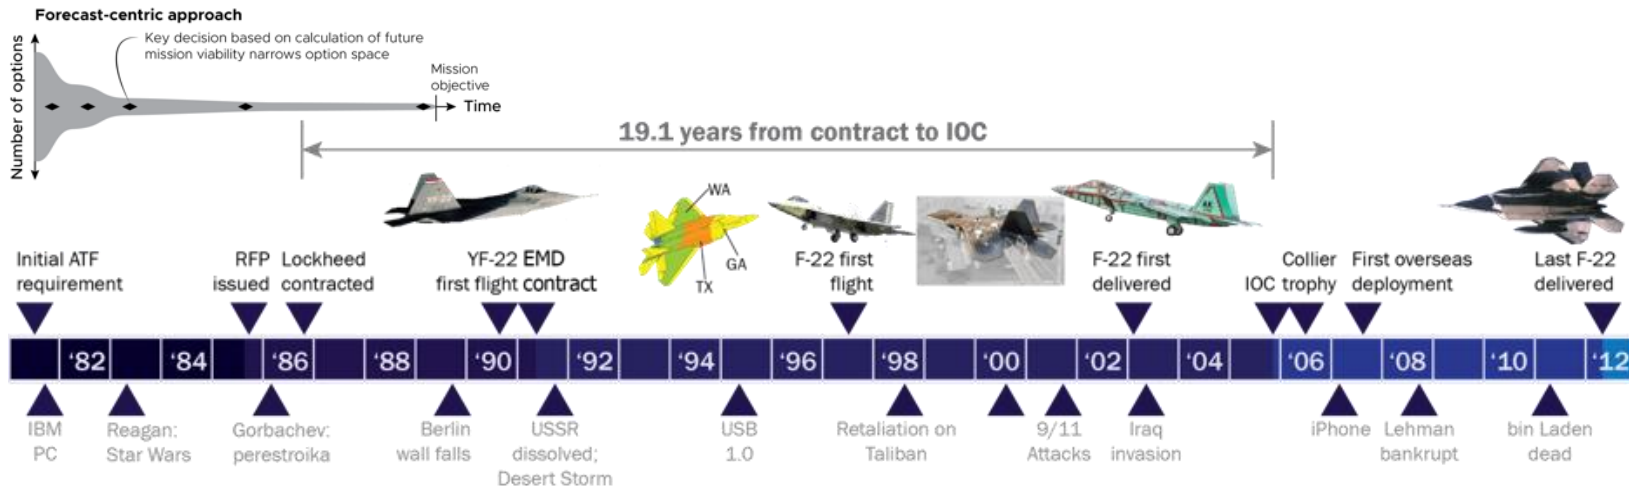 Forecast-centric approach
Number of options
Key decision based on calculation of future
mission viability narrows option space
Mission
objective
Time
19.1 years from contract to IOC
WA
GA
TX
Initial ATF
requirement
RFP
issued
Lockheed
contracted
YF-22
first flight
EMD
contract
F-22 first
flight
F-22 first
delivered
IOC
Collier
trophy
First overseas
deployment
Last F-22
delivered
‘82 ‘84 ‘86 ‘88 ‘90 ‘92 ‘94 ‘96 ‘98 ‘00 ‘02 ‘04 ‘06 ‘08 ‘10 ‘12
IBM
PC
Reagan:
Star Wars
Gorbachev:
perestroika
Berlin
wall falls
USSR
dissolved;
Desert Storm
USB
1.0
Retaliation on
Taliban
9/11
Attacks
Iraq
invasion
iPhone
Lehman
bankrupt
bin Laden
dead